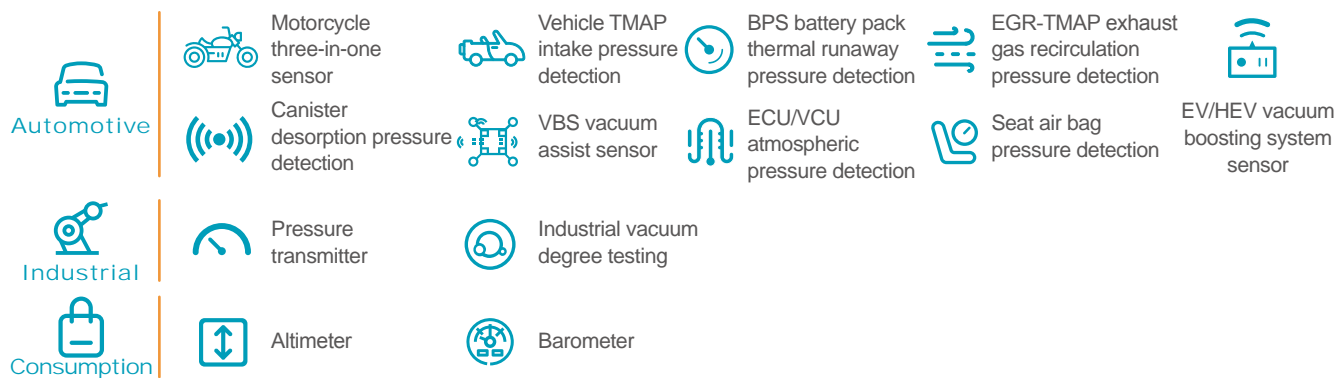 Automotive
Motorcycle
three-in-one
sensor
Vehicle TMAP
intake pressure
detection
BPS battery pack
thermal runaway
pressure detection
EGR-TMAP exhaust
gas recirculation
pressure detection
EV/HEV vacuum
boosting system
sensor
Canister
desorption pressure
detection
VBS vacuum
assist sensor
ECU/VCU
atmospheric
pressure detection
Seat air bag
pressure detection
Industrial
Pressure
transmitter
Industrial vacuum
degree testing
Consumption
Altimeter
Barometer